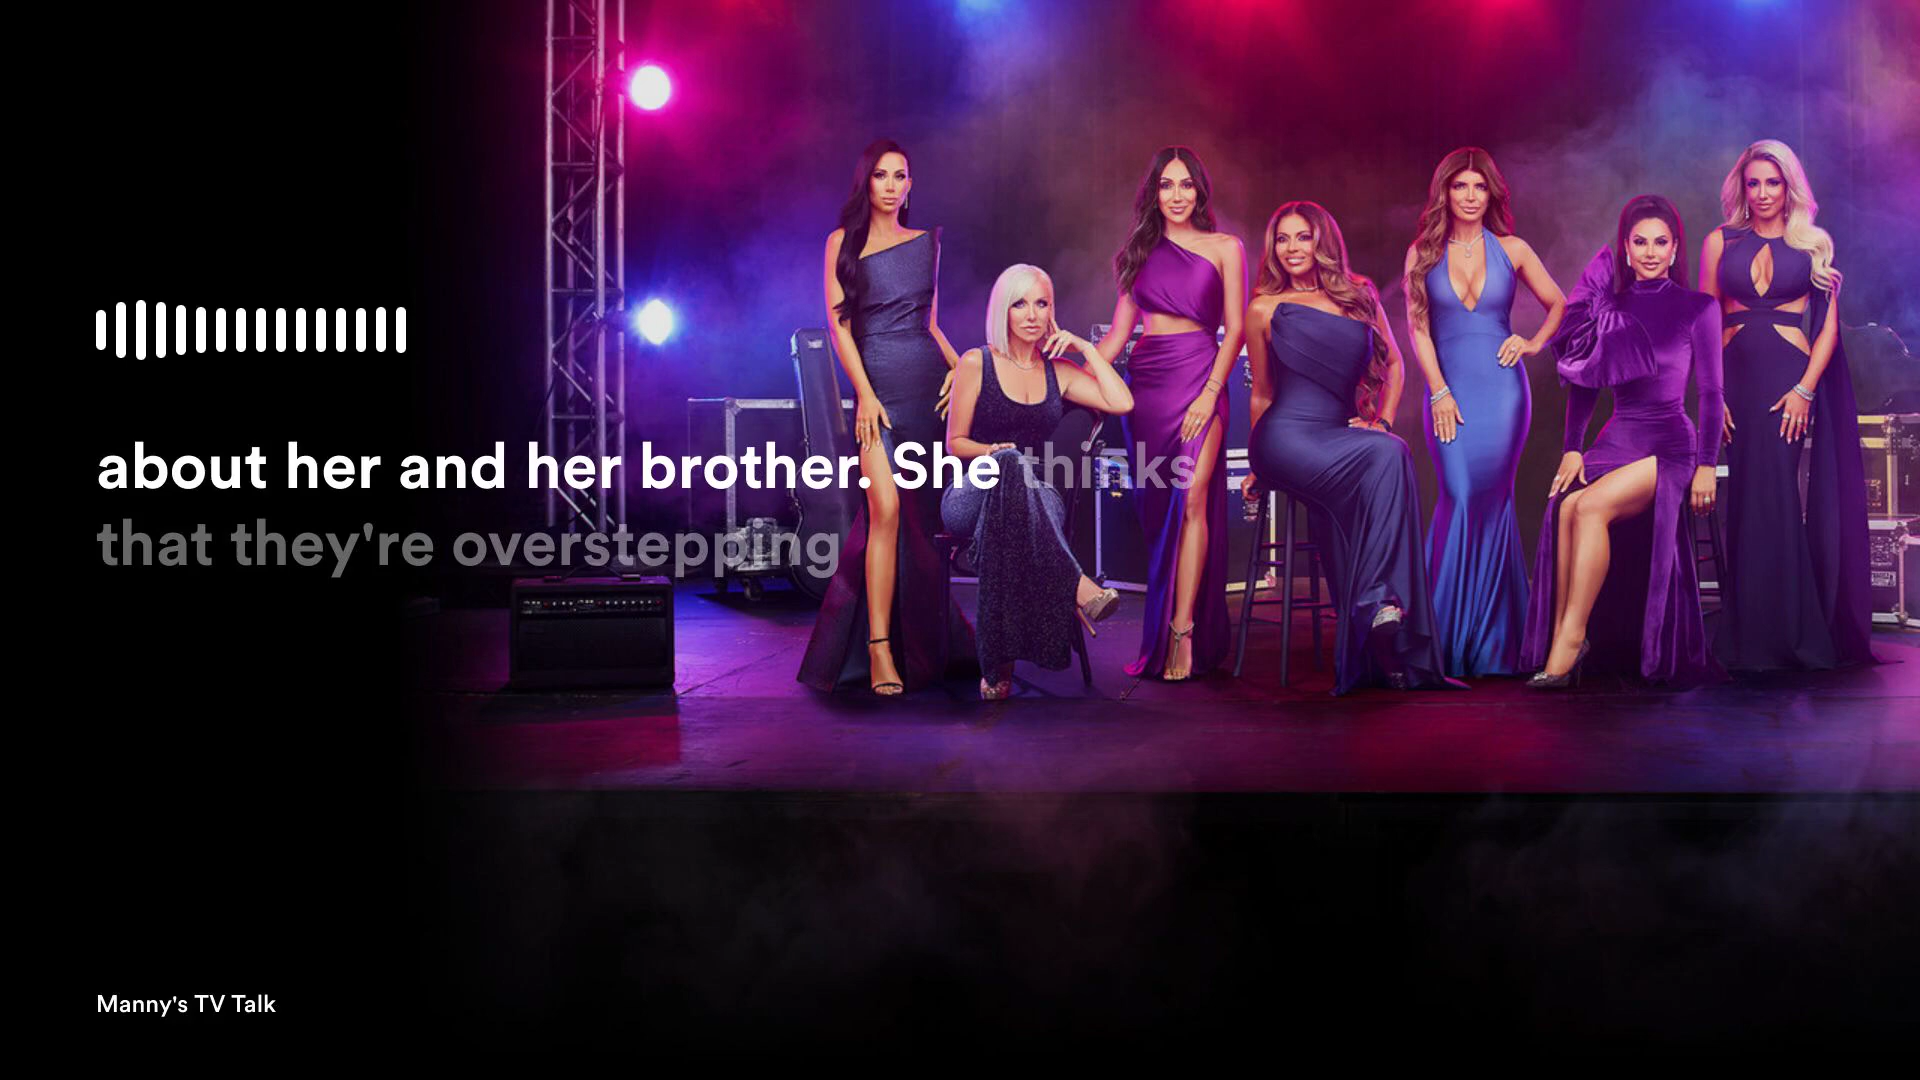 about her and her brother. She thinks
that they're overstepping
Manny's TV Talk